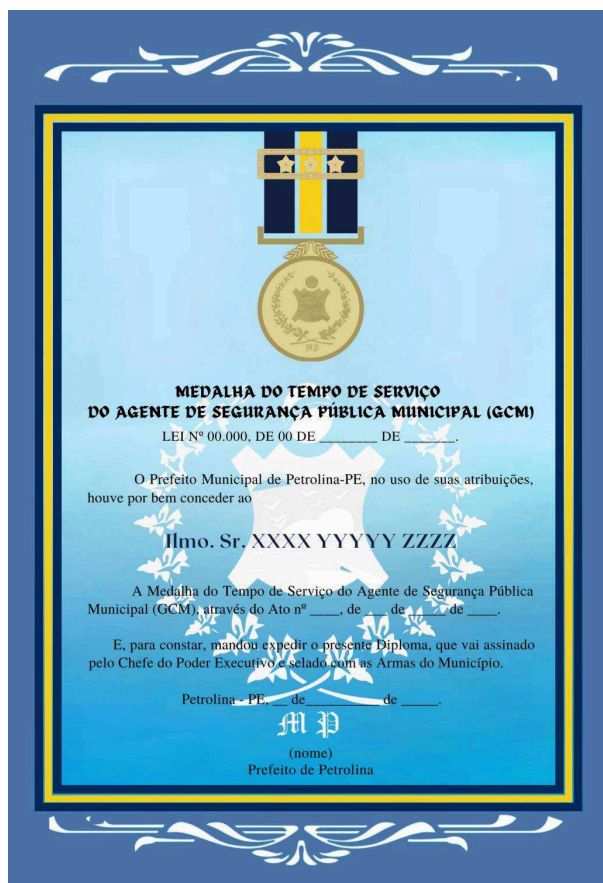 mp
MEDALHA DO TEMPO DE SERVIÇO
DO AGENTE DE SEGURANÇA PÚBLICA MUNICIPAL (GCM)
LEI Nº 00.000, DE 00 DE ________ DE _______.
O Prefeito Municipal de Petrolina-PE, no uso de suas atribuições,
houve por bem conceder ao
Ilmo. Sr. XXXX YYYYY ZZZZ
A Medalha do Tempo de Serviço do Agente de Segurança Pública
Municipal (GCM), através do Ato nº ____, de ___ de _____ de ____.
E, para constar, mandou expedir o presente Diploma, que vai assinado
pelo Chefe do Poder Executivo e selado com as Armas do Município.
Petrolina - PE, __ de__________ de _____.
M P
(nome)
Prefeito de Petrolina